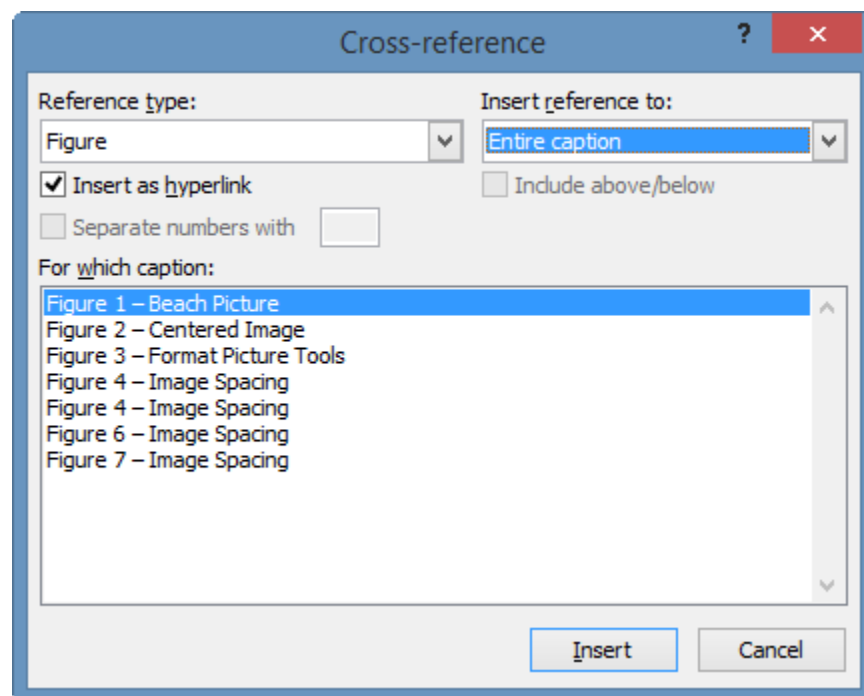 Cross-reference ? ×
Reference type: Insert reference to:
Figure Entire caption
Insert as hyperlink Include above/below
Separate numbers with
For which caption:
Figure 1 – Beach Picture
Figure 2 – Centered Image
Figure 3 – Format Picture Tools
Figure 4 – Image Spacing
Figure 4 – Image Spacing
Figure 6 – Image Spacing
Figure 7 – Image Spacing
Insert Cancel